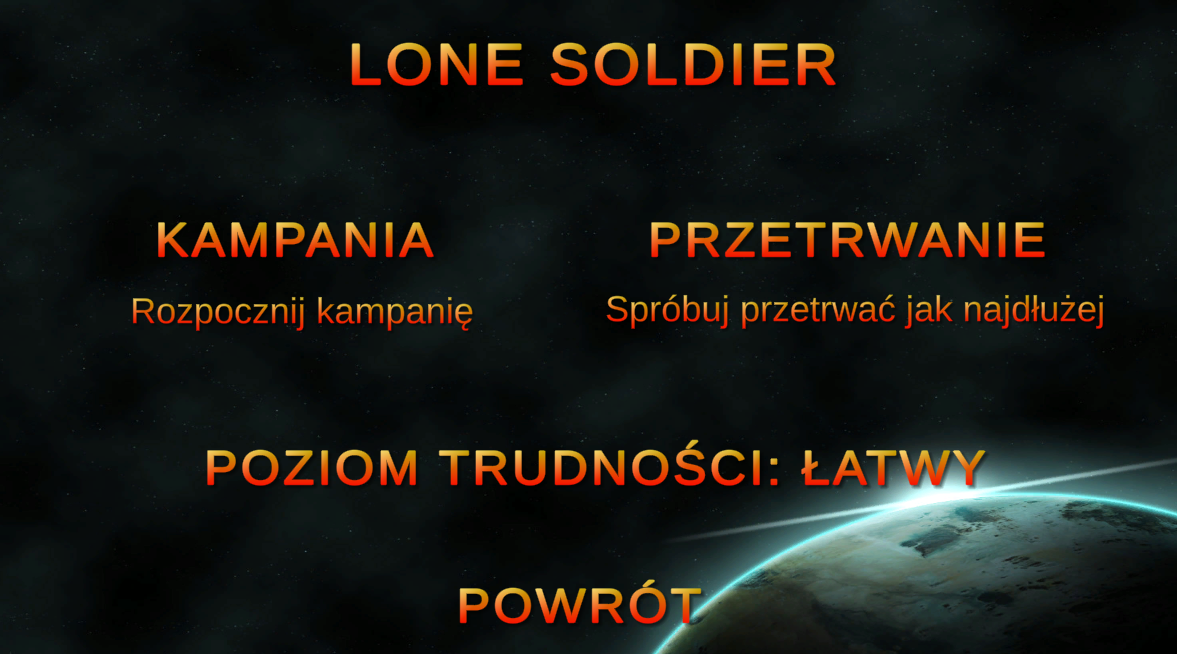 LONE SOLDIER
KAMPANIA
Rozpocznij kampanię
PRZETRWANIE
Spróbuj przetrwać jak najdłużej
POZIOM TRUDNOŚCI: ŁATWY
POWRÓT